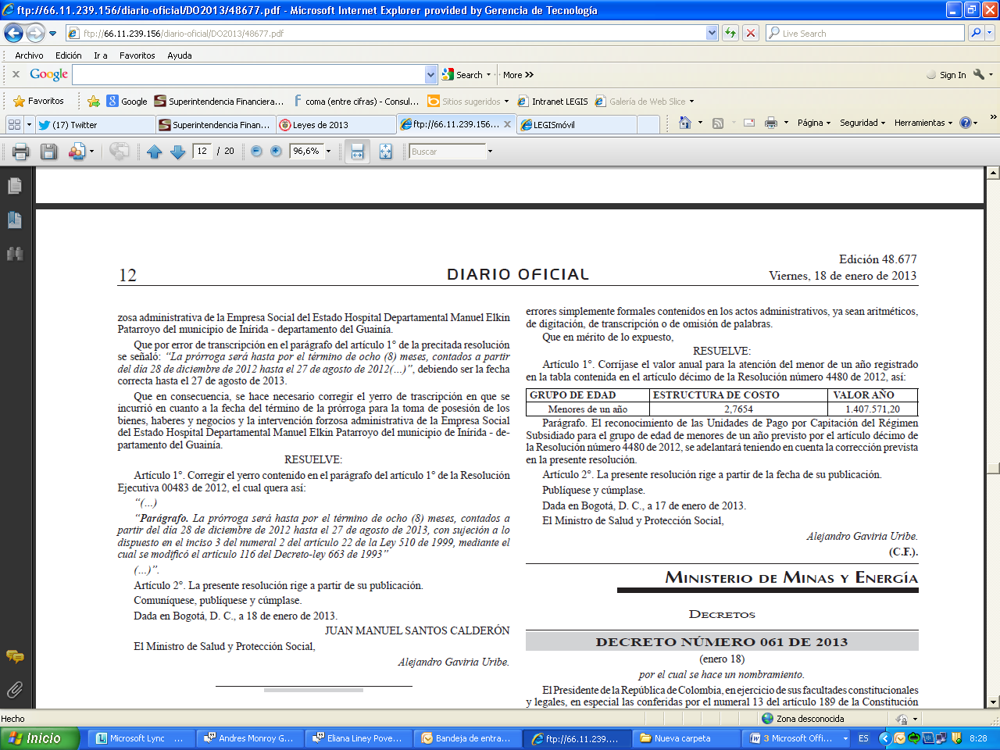 ftp://66.11.239.156/diario-oficial/DO2013/48677.pdf - Microsoft Internet Explorer provided by Gerencia de Tecnología
ftp://66.11.239.156/diario-oficial/DO2013/48677.pdf
Live Search
Archivo Edición Ir a Favoritos Ayuda
Google Search More Sign In
Favoritos Google Superintendencia Financiera... coma (entre cifras) - Consul... Sitios sugeridos Intranet LEGIS Galería de Web Slice
(17) Twitter Superintendencia Finan... Leyes de 2013 ftp://66.11.239.156... LEGISmóvil Página Seguridad Herramientas
12 / 20 96,6% Buscar
12
DIARIO OFICIAL
Edición 48.677
Viernes, 18 de enero de 2013
zosa administrativa de la Empresa Social del Estado Hospital Departamental Manuel Elkin
Patarroyo del municipio de Inírida - departamento del Guainía.
Que por error de transcripción en el parágrafo del artículo 1° de la precitada resolución
se señaló: “La prórroga será hasta por el término de ocho (8) meses, contados a partir
del día 28 de diciembre de 2012 hasta el 27 de agosto de 2012(…)”, debiendo ser la fecha
correcta hasta el 27 de agosto de 2013.
Que en consecuencia, se hace necesario corregir el yerro de trascripción en que se
incurrió en cuanto a la fecha del término de la prórroga para la toma de posesión de los
bienes, haberes y negocios y la intervención forzosa administrativa de la Empresa Social
del Estado Hospital Departamental Manuel Elkin Patarroyo del municipio de Inírida - de-
partamento del Guainía.
RESUELVE:
Artículo 1°. Corregir el yerro contenido en el parágrafo del artículo 1° de la Resolución
Ejecutiva 00483 de 2012, el cual quera así:
“(…)
“Parágrafo. La prórroga será hasta por el término de ocho (8) meses, contados a
partir del día 28 de diciembre de 2012 hasta el 27 de agosto de 2013, con sujeción a lo
dispuesto en el inciso 3 del numeral 2 del artículo 22 de la Ley 510 de 1999, mediante el
cual se modificó el artículo 116 del Decreto-ley 663 de 1993”
(…)”.
Artículo 2°. La presente resolución rige a partir de su publicación.
Comuníquese, publíquese y cúmplase.
Dada en Bogotá, D. C., a 18 de enero de 2013.
JUAN MANUEL SANTOS CALDERÓN
El Ministro de Salud y Protección Social,
Alejandro Gaviria Uribe.
errores simplemente formales contenidos en los actos administrativos, ya sean aritméticos,
de digitación, de transcripción o de omisión de palabras.
Que en mérito de lo expuesto,
RESUELVE:
Artículo 1°. Corríjase el valor anual para la atención del menor de un año registrado
en la tabla contenida en el artículo décimo de la Resolución número 4480 de 2012, así:
GRUPO DE EDAD ESTRUCTURA DE COSTO VALOR AÑO
Menores de un año 2,7654 1.407.571,20
Parágrafo. El reconocimiento de las Unidades de Pago por Capitación del Régimen
Subsidiado para el grupo de edad de menores de un año previsto por el artículo décimo de
la Resolución número 4480 de 2012, se adelantará teniendo en cuenta la corrección prevista
en la presente resolución.
Artículo 2°. La presente resolución rige a partir de la fecha de su publicación.
Publíquese y cúmplase.
Dada en Bogotá, D. C., a 17 de enero de 2013.
El Ministro de Salud y Protección Social,
Alejandro Gaviria Uribe.
(C.F.).
Ministerio de Minas y Energía
Decretos
DECRETO NÚMERO 061 DE 2013
(enero 18)
por el cual se hace un nombramiento.
El Presidente de la República de Colombia, en ejercicio de sus facultades constitucionales
y legales, en especial las conferidas por el numeral 13 del artículo 189 de la Constitución
Hecho Zona desconocida
Inicio Microsoft Lync ... Andres Monroy G... Eliana Liney Pove... Bandeja de entra... ftp://66.11.239.... Nueva carpeta 3 Microsoft Offi... ES 8:28